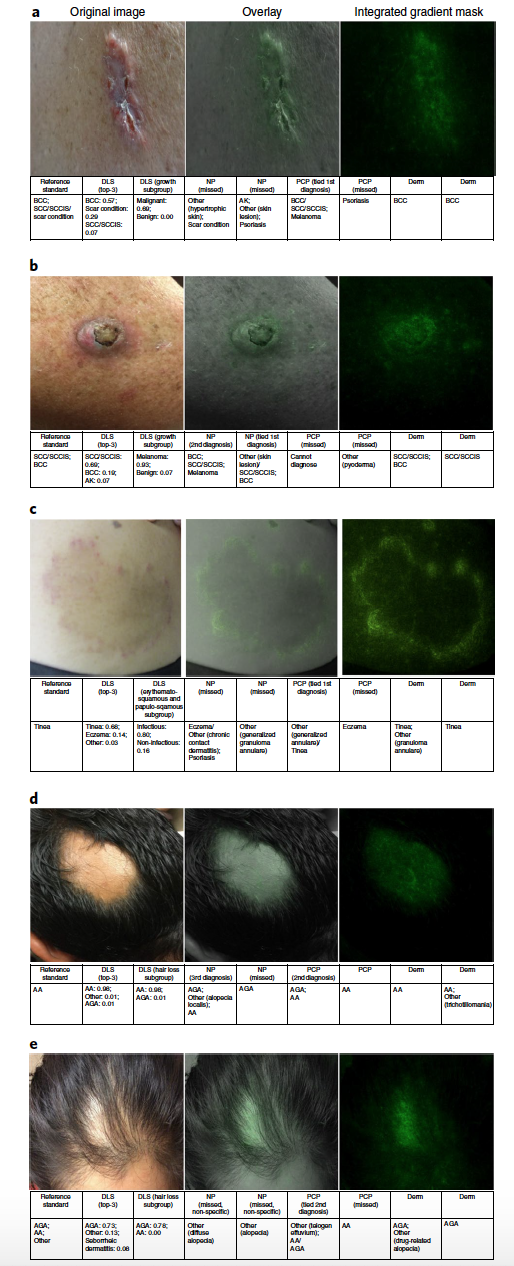 a
Original image Overlay Integrated gradient mask
Reference DLS DLS (growth NP NP PCP (tied 1st PCP Derm Derm
standard (top-3) subgroup) (missed) (missed) diagnosis) (missed)
BCC; BCC: 0.57; Malignant: Other AK; BCC/ Psoriasis BCC BCC
SCC/SCCIS/ Scar condition: 0.69; (hypertrophic Other (skin SCC/SCCIS;
scar condition 0.29 Benign: 0.00 skin); lesion); Melanoma
SCC/SCCIS: Scar condition Psoriasis
0.07
b
Reference DLS DLS (growth NP NP (tied 1st PCP PCP Derm Derm
standard (top-3) subgroup) (2nd diagnosis) diagnosis) (missed) (missed)
SCC/SCCIS; SCC/SCCIS: Melanoma: BCC; Other (skin Cannot Other SCC/SCCIS; SCC/SCCIS
BCC 0.69; 0.93; SCC/SCCIS; lesion)/ diagnose (pyoderma) BCC
BCC: 0.19; Benign: 0.07 Melanoma SCC/SCCIS;
AK: 0.07 BCC
c
Reference DLS DLS NP NP PCP (tied 1st PCP Derm Derm
standard (top-3) (erythemato- (missed) (missed) diagnosis) (missed)
squamous and
papulo-sqamous
subgroup)
Tinea Tinea: 0.68; Infectious: Eczema/ Other Other Eczema Tinea; Tinea
Eczema: 0.14; 0.80; Other (chronic (generalized (generalized Other
Other: 0.03 Non-infectious: contact granuloma annulare)/ (granuloma
0.16 dermatitis); annulare) Tinea annulare)
Psoriasis
d
Reference DLS DLS (hair loss NP NP PCP PCP Derm Derm
standard (top-3) subgroup) (3rd diagnosis) (missed) (2nd diagnosis)
AA AA: 0.98; AA: 0.98; AGA; AGA AGA; AA AA AA;
Other: 0.01; AGA: 0.01 Other (alopecia AA Other
AGA: 0.01 localis); (trichotillomania)
AA
e
Reference DLS DLS (hair loss NP NP PCP PCP Derm Derm
standard (top-3) subgroup) (missed, (missed, (tied 2nd (missed)
non-specific) non-specific) diagnosis)
AGA; AGA: 0.73; AGA: 0.78; Other Other Other (telogen AA AGA; AGA
AA; Other: 0.13; AA: 0.00 (diffuse (alopecia) effluvium); Other
Other Seborrheic alopecia) AA/ (drug-related
dermatitis: 0.08 AGA alopecia)